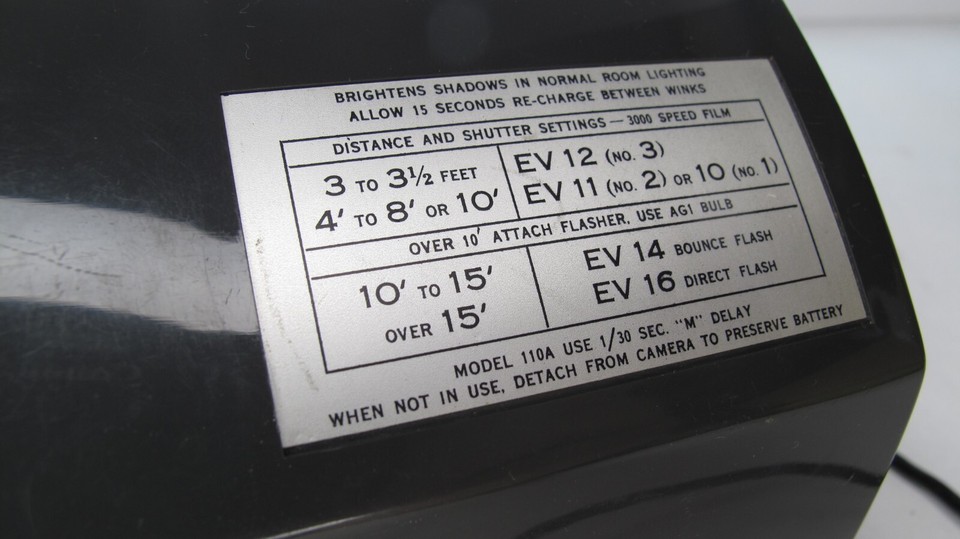 BRIGHTENS SHADOWS IN NORMAL ROOM LIGHTING
ALLOW 15 SECONDS RE-CHARGE BETWEEN WINKS
DISTANCE AND SHUTTER SETTINGS — 3000 SPEED FILM
3 TO 3½ FEET EV 12 (NO. 3)
4' TO 8' OR 10' EV 11 (NO. 2) OR 10 (NO. 1)
OVER 10' ATTACH FLASHER, USE AG1 BULB
10' TO 15' EV 14 BOUNCE FLASH
OVER 15' EV 16 DIRECT FLASH
MODEL 110A USE 1/30 SEC. "M" DELAY
WHEN NOT IN USE, DETACH FROM CAMERA TO PRESERVE BATTERY